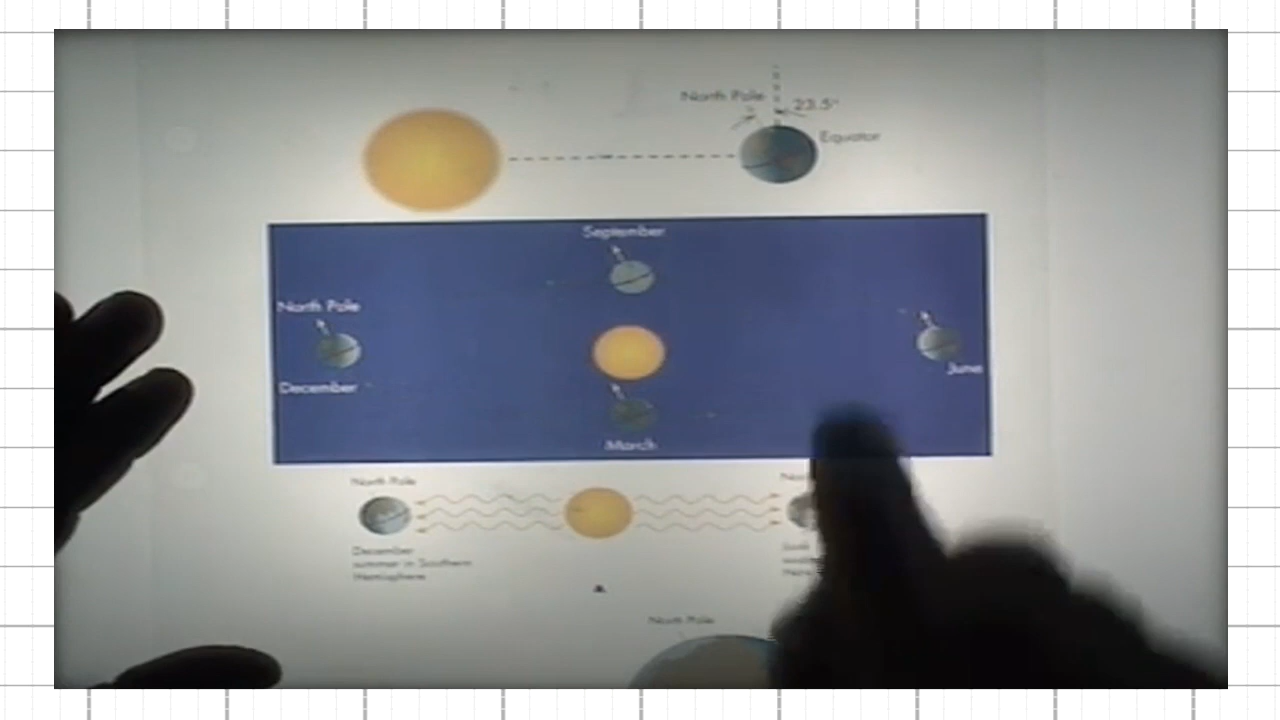 North Pole
23.5°
Equator
September
North Pole
June
December
March
North Pole
December
summer in Southern
Hemisphere
North Pole